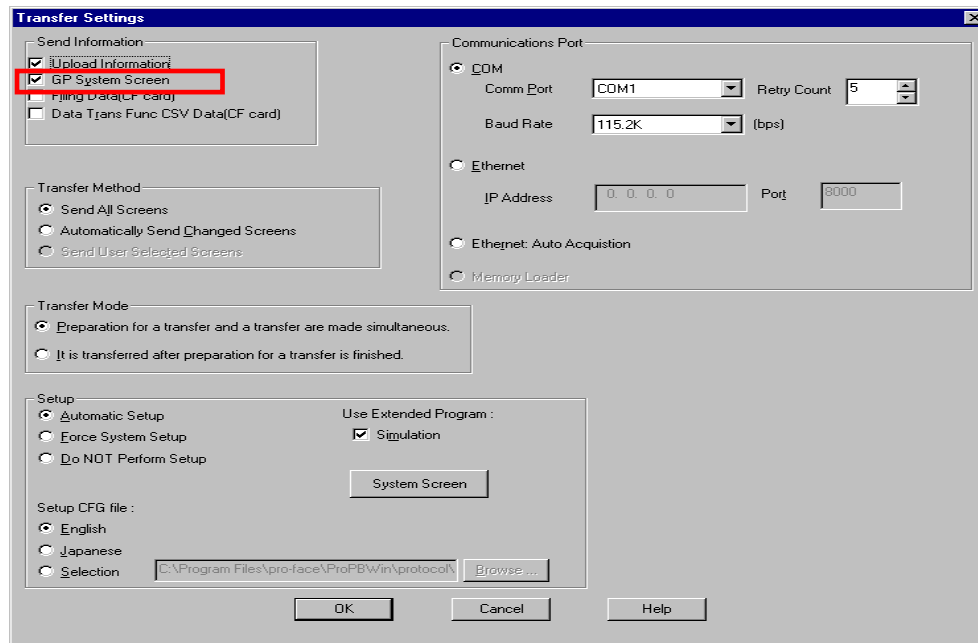 Transfer Settings
Send Information
Upload Information
GP System Screen
Filing Data(CF card)
Data Trans Func CSV Data(CF card)
Transfer Method
Send All Screens
Automatically Send Changed Screens
Send User Selected Screens
Transfer Mode
Preparation for a transfer and a transfer are made simultaneous.
It is transferred after preparation for a transfer is finished.
Communications Port
COM
Comm Port COM1 Retry Count 5
Baud Rate 115.2K (bps)
Ethernet
IP Address 0. 0. 0. 0 Port 8000
Ethernet: Auto Acquistion
Memory Loader
Setup
Automatic Setup
Force System Setup
Do NOT Perform Setup
Use Extended Program :
Simulation
System Screen
Setup CFG file :
English
Japanese
Selection C:\Program Files\pro-face\ProPBWin\protocol\ Browse ...
OK Cancel Help